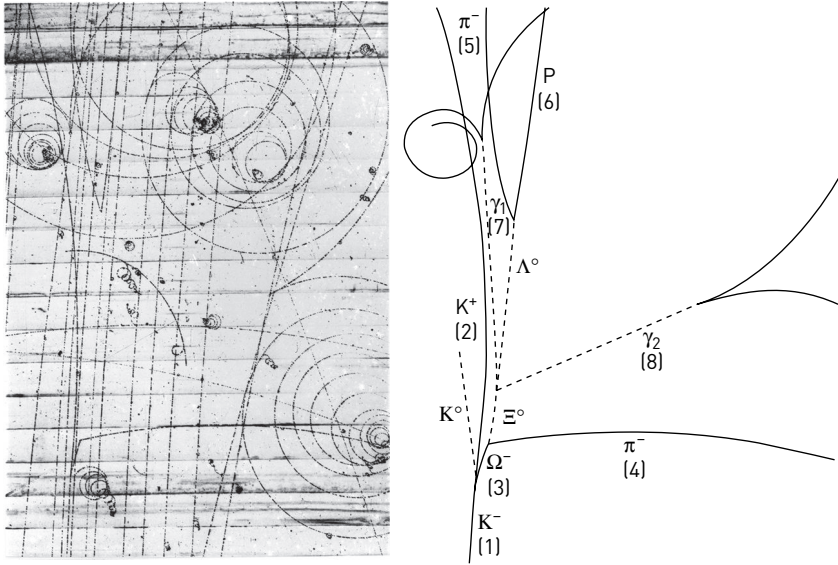 π⁻
(5)
P
(6)
γ₁
(7)
Λ°
K⁺
(2)
γ₂
(8)
K°
Ξ°
π⁻
(4)
Ω⁻
(3)
K⁻
(1)